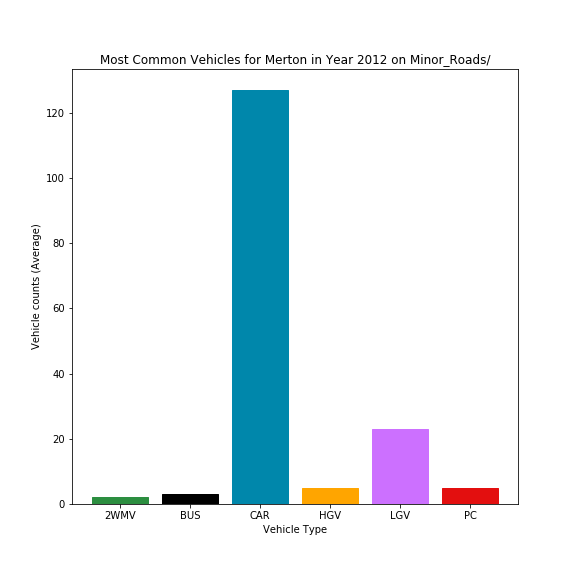 Most Common Vehicles for Merton in Year 2012 on Minor_Roads/
Vehicle counts (Average)
120
100
80
60
40
20
0
2WMV BUS CAR HGV LGV PC
Vehicle Type